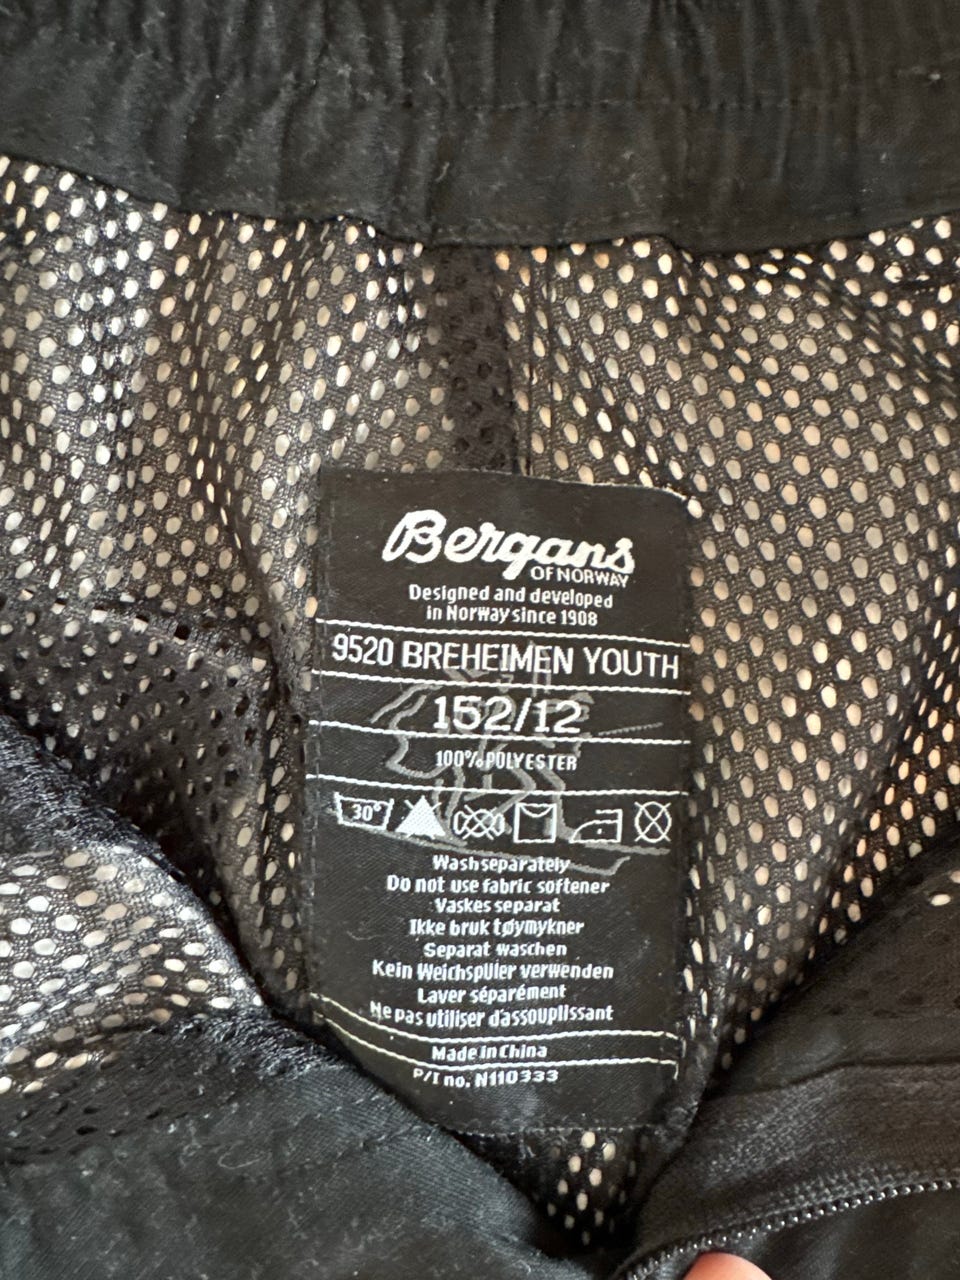 Bergans
OF NORWAY
Designed and developed
in Norway since 1908
9520 BREHEIMEN YOUTH
152/12
100% POLYESTER
30°
Wash separately
Do not use fabric softener
Vaskes separat
Ikke bruk tøymykner
Separat waschen
Kein Weichspüler verwenden
Laver séparément
Ne pas utiliser d'assouplissant
Made in China
P/I no. N110333